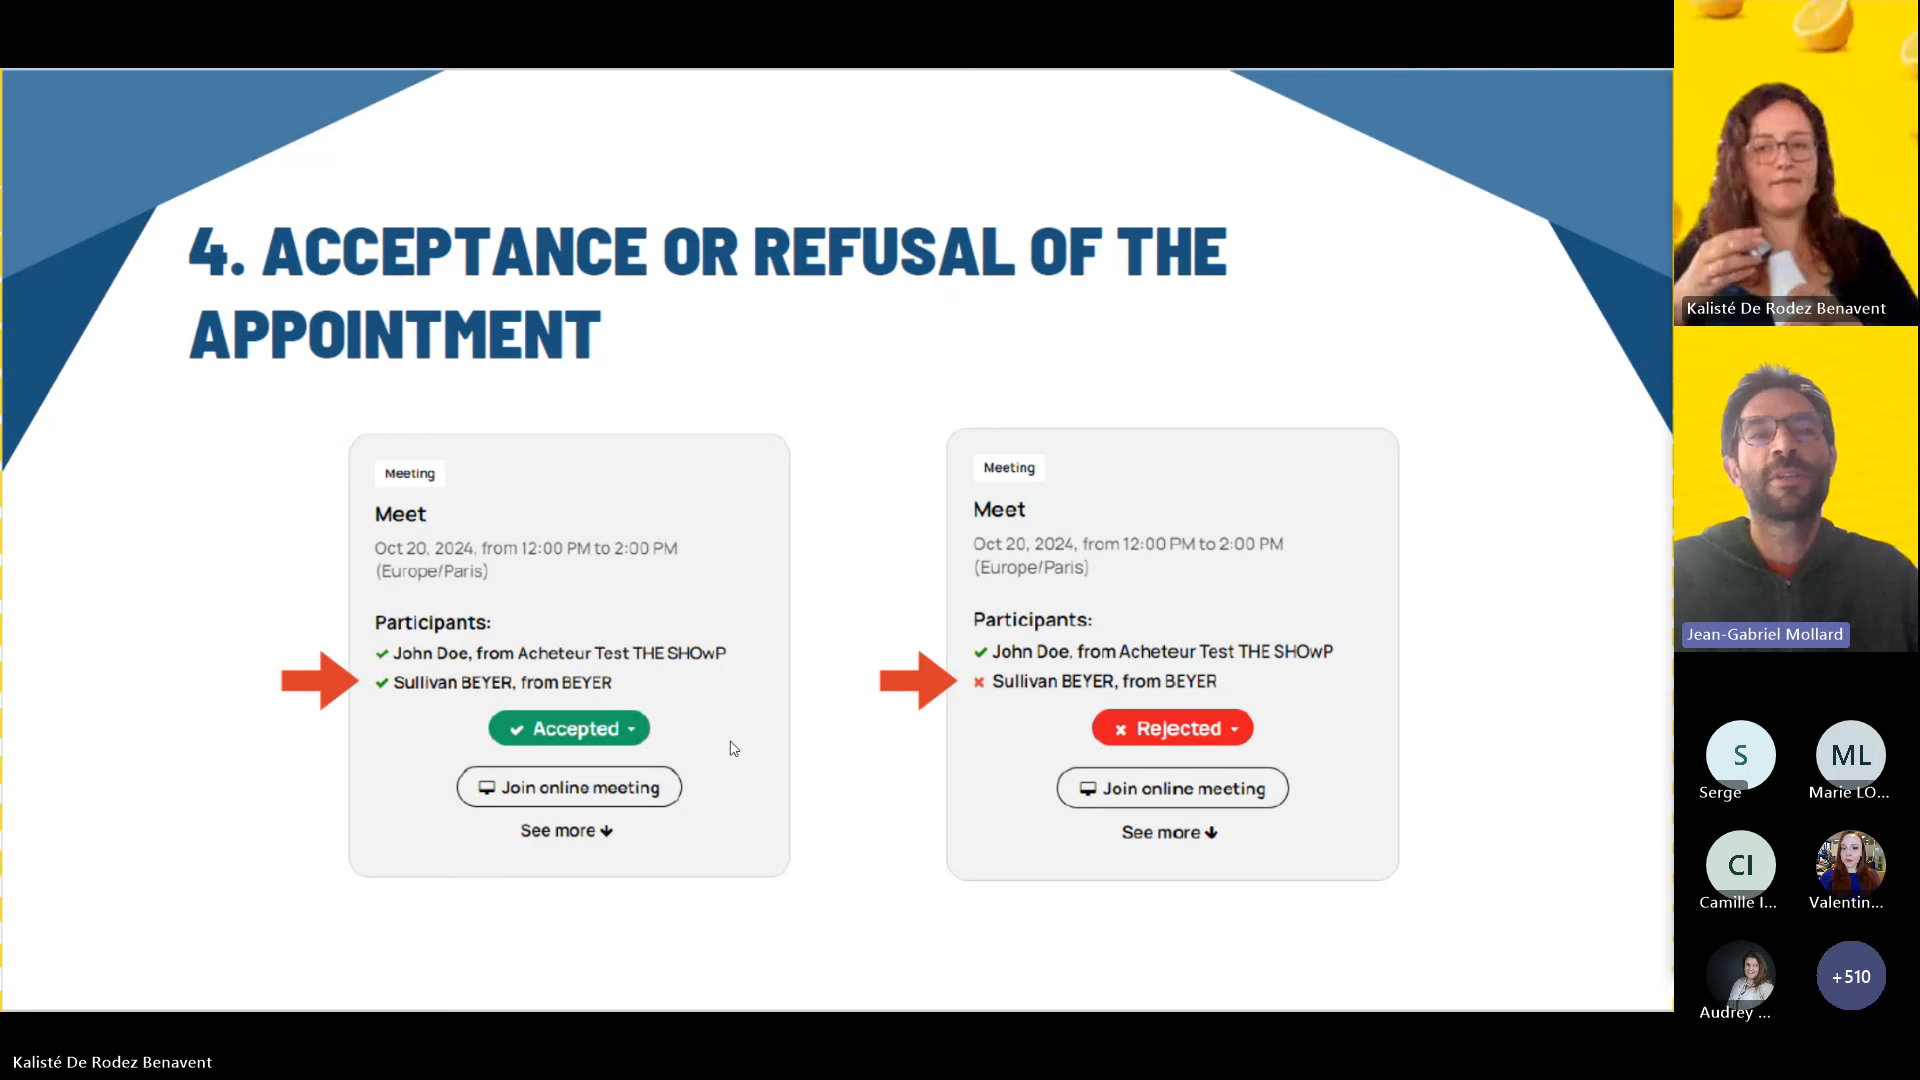 4. ACCEPTANCE OR REFUSAL OF THE
APPOINTMENT
Meeting
Meet
Oct 20, 2024, from 12:00 PM to 2:00 PM
(Europe/Paris)
Participants:
John Doe, from Acheteur Test THE SHOwP
Sullivan BEYER, from BEYER
Accepted
Join online meeting
See more
Meeting
Meet
Oct 20, 2024, from 12:00 PM to 2:00 PM
(Europe/Paris)
Participants:
John Doe, from Acheteur Test THE SHOwP
Sullivan BEYER, from BEYER
Rejected
Join online meeting
See more
Kalisté De Rodez Benavent
Jean-Gabriel Mollard
S
Serge
ML
Marie LO...
CI
Camille I...
Valentin...
Audrey ...
+510
Kalisté De Rodez Benavent